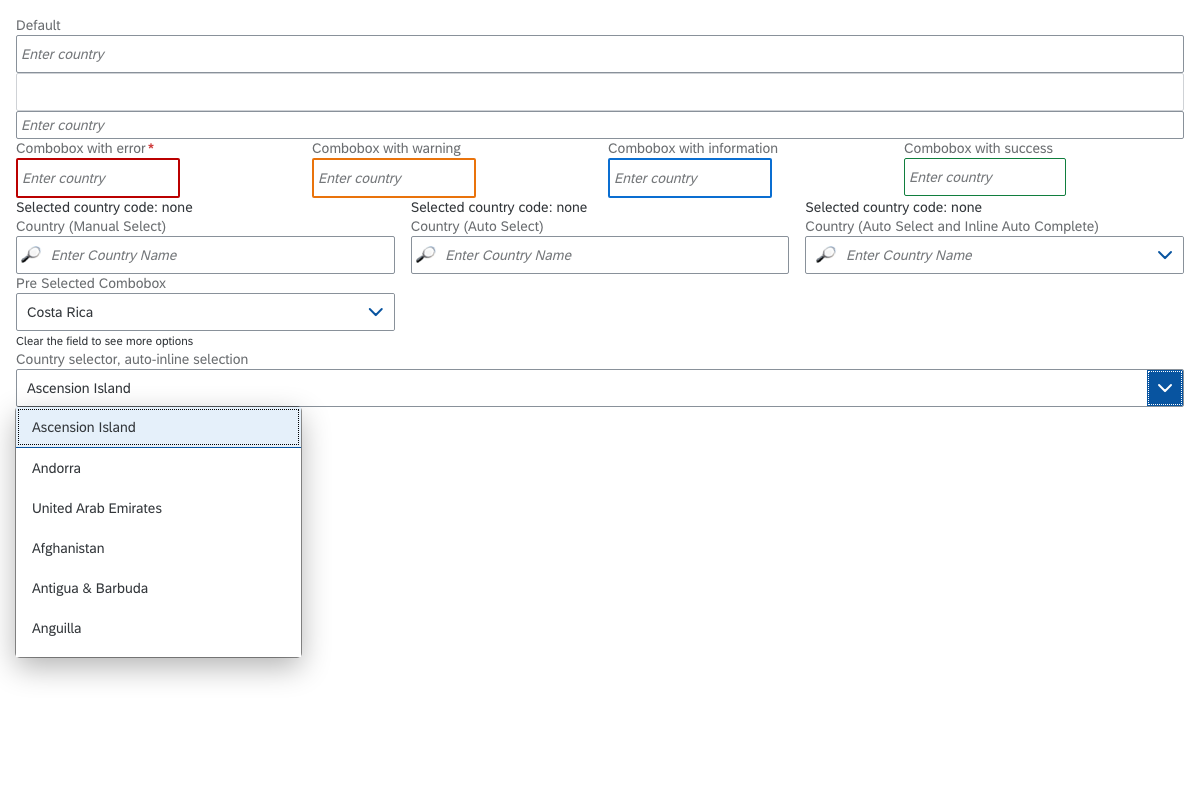 Default
Enter country
Enter country
Combobox with error* Combobox with warning Combobox with information Combobox with success
Enter country Enter country Enter country Enter country
Selected country code: none Selected country code: none Selected country code: none
Country (Manual Select) Country (Auto Select) Country (Auto Select and Inline Auto Complete)
Enter Country Name Enter Country Name Enter Country Name
Pre Selected Combobox
Costa Rica
Clear the field to see more options
Country selector, auto-inline selection
Ascension Island
Ascension Island
Andorra
United Arab Emirates
Afghanistan
Antigua & Barbuda
Anguilla